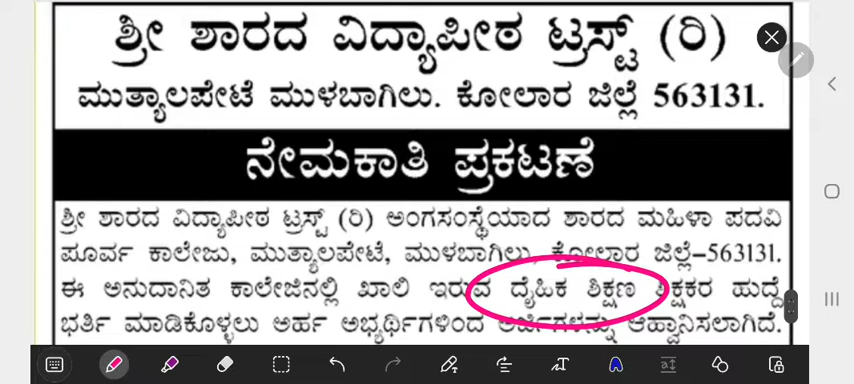 ಶ್ರೀ ಶಾರದ ವಿದ್ಯಾಪೀಠ ಟ್ರಸ್ಟ್ (ರಿ)
ಮುತ್ಯಾಲಪೇಟೆ ಮುಳಬಾಗಿಲು. ಕೋಲಾರ ಜಿಲ್ಲೆ 563131.
ನೇಮಕಾತಿ ಪ್ರಕಟಣೆ
ಶ್ರೀ ಶಾರದ ವಿದ್ಯಾಪೀಠ ಟ್ರಸ್ಟ್ (ರಿ) ಅಂಗಸಂಸ್ಥೆಯಾದ ಶಾರದ ಮಹಿಳಾ ಪದವಿ
ಪೂರ್ವ ಕಾಲೇಜು, ಮುತ್ಯಾಲಪೇಟೆ, ಮುಳಬಾಗಿಲು, ಕೋಲಾರ ಜಿಲ್ಲೆ-563131.
ಈ ಅನುದಾನಿತ ಕಾಲೇಜಿನಲ್ಲಿ ಖಾಲಿ ಇರುವ ದೈಹಿಕ ಶಿಕ್ಷಣ ಶಿಕ್ಷಕರ ಹುದ್ದೆ
ಭರ್ತಿ ಮಾಡಿಕೊಳ್ಳಲು ಅರ್ಹ ಅಭ್ಯರ್ಥಿಗಳಿಂದ ಅರ್ಜಿಗಳನ್ನು ಆಹ್ವಾನಿಸಲಾಗಿದೆ.